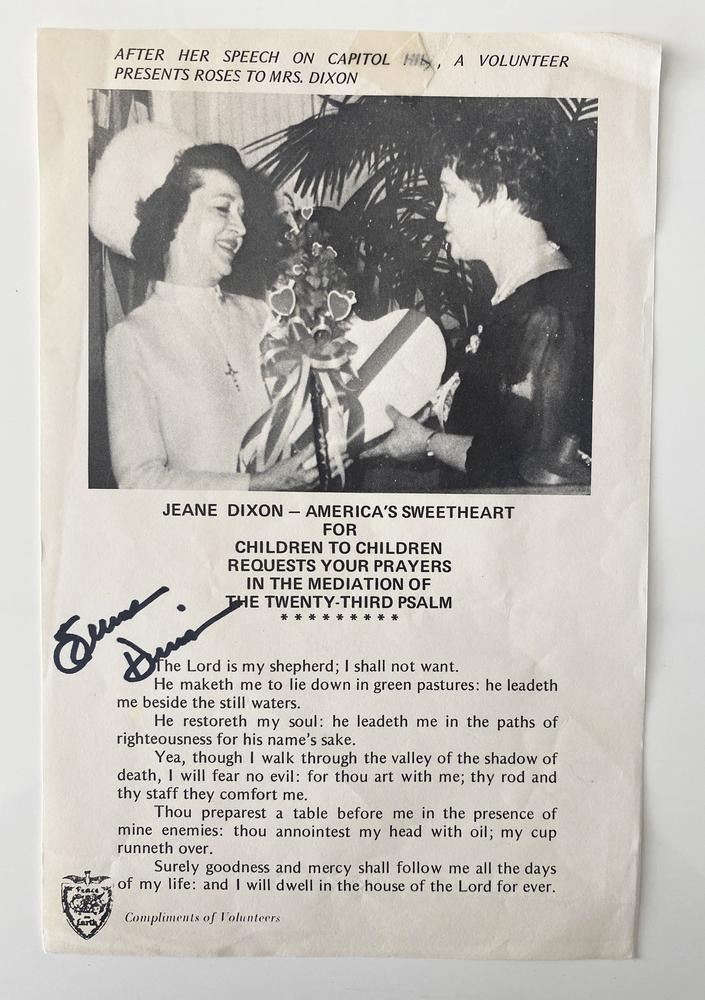 AFTER HER SPEECH ON CAPITOL HILL, A VOLUNTEER
PRESENTS ROSES TO MRS. DIXON
JEANE DIXON – AMERICA'S SWEETHEART
FOR
CHILDREN TO CHILDREN
REQUESTS YOUR PRAYERS
IN THE MEDIATION OF
THE TWENTY-THIRD PSALM
* * * * * * * * *
Jeane
Dixon
The Lord is my shepherd; I shall not want.
He maketh me to lie down in green pastures: he leadeth
me beside the still waters.
He restoreth my soul: he leadeth me in the paths of
righteousness for his name's sake.
Yea, though I walk through the valley of the shadow of
death, I will fear no evil: for thou art with me; thy rod and
thy staff they comfort me.
Thou preparest a table before me in the presence of
mine enemies: thou annointest my head with oil; my cup
runneth over.
Surely goodness and mercy shall follow me all the days
of my life: and I will dwell in the house of the Lord for ever.
Peace
on
Earth
Compliments of Volunteers